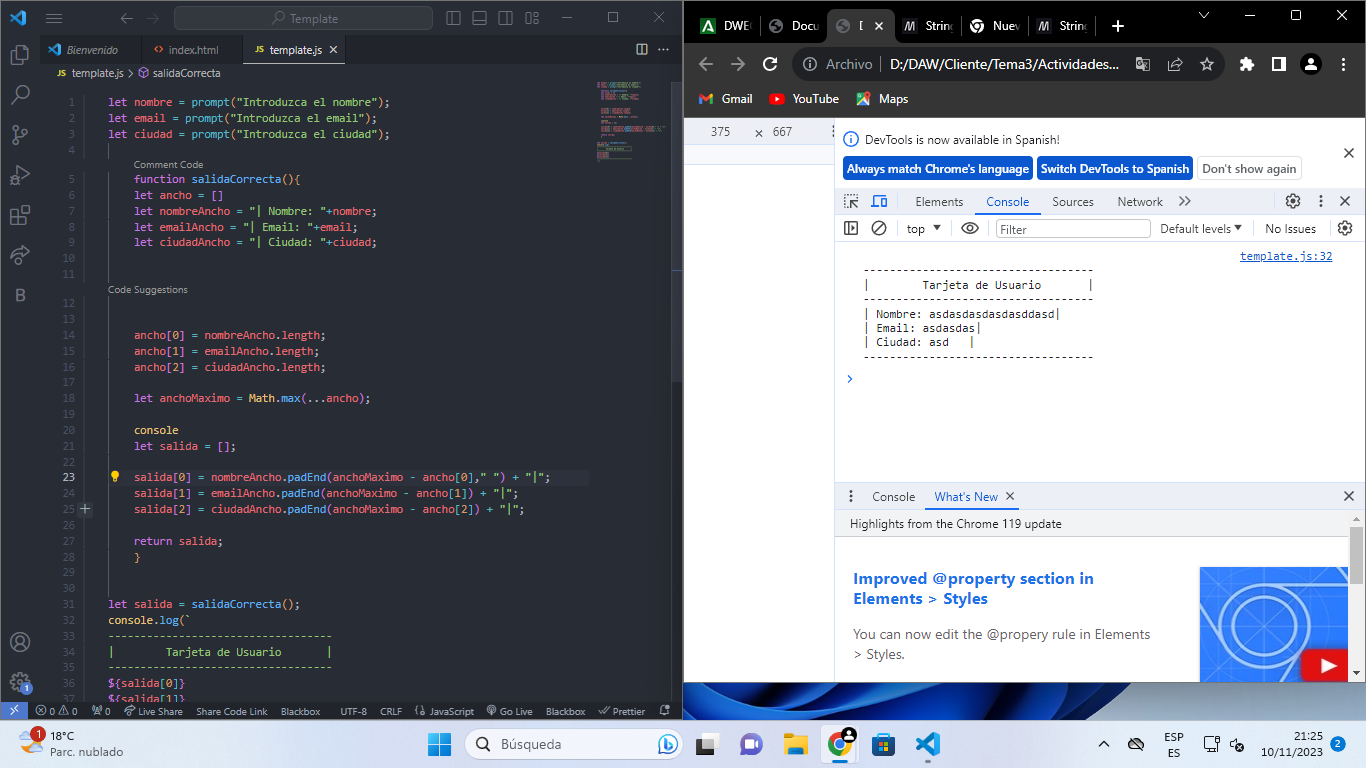 Template
Bienvenido
index.html
JS template.js
JS template.js > salidaCorrecta
1 let nombre = prompt("Introduzca el nombre");
2 let email = prompt("Introduzca el email");
3 let ciudad = prompt("Introduzca el ciudad");
4
Comment Code
5 function salidaCorrecta(){
6 let ancho = []
7 let nombreAncho = "| Nombre: "+nombre;
8 let emailAncho = "| Email: "+email;
9 let ciudadAncho = "| Ciudad: "+ciudad;
10
11
Code Suggestions
12
13
14 ancho[0] = nombreAncho.length;
15 ancho[1] = emailAncho.length;
16 ancho[2] = ciudadAncho.length;
17
18 let anchoMaximo = Math.max(...ancho);
19
20 console
21 let salida = [];
22
23 salida[0] = nombreAncho.padEnd(anchoMaximo - ancho[0]," ") + "|";
24 salida[1] = emailAncho.padEnd(anchoMaximo - ancho[1]) + "|";
25 salida[2] = ciudadAncho.padEnd(anchoMaximo - ancho[2]) + "|";
26
27 return salida;
28 }
29
30
31 let salida = salidaCorrecta();
32 console.log(`
33 -----------------------------------
34 |        Tarjeta de Usuario       |
35 -----------------------------------
36 ${salida[0]}
37 ${salida[1]}
1
0 0 0 Live Share Share Code Link Blackbox UTF-8 CRLF {} JavaScript Go Live Blackbox Prettier
DWE
Docu
String
Nuev
String
Archivo | D:/DAW/Cliente/Tema3/Actividades...
Gmail YouTube Maps
375 × 667
DevTools is now available in Spanish!
Always match Chrome's language
Switch DevTools to Spanish
Don't show again
Elements Console Sources Network
top
Filter
Default levels
No Issues
template.js:32
-----------------------------------
|        Tarjeta de Usuario       |
-----------------------------------
| Nombre: asdasdasdasdasddasd|
| Email: asdasdas|
| Ciudad: asd   |
-----------------------------------
Console What's New
Highlights from the Chrome 119 update
Improved @property section in
Elements > Styles
You can now edit the @propery rule in Elements
> Styles.
1
18°C
Parc. nublado
Búsqueda
ESP
ES
21:25
10/11/2023
2